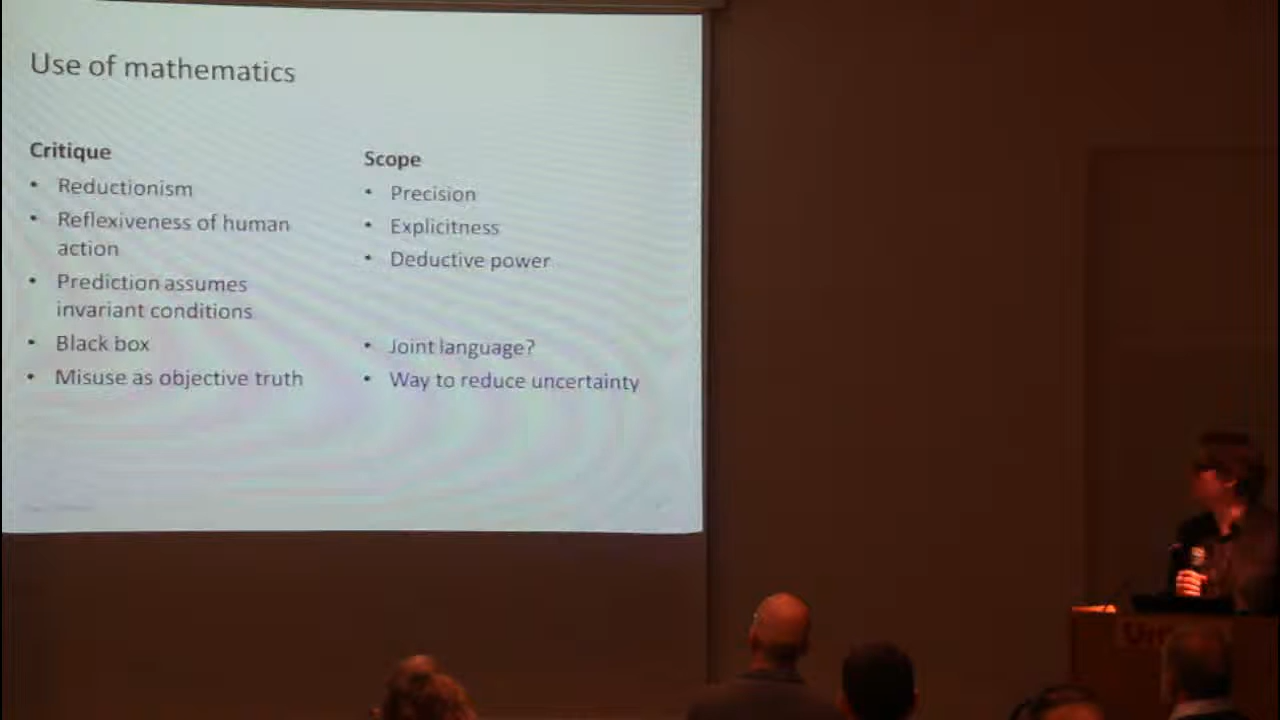 Use of mathematics
Critique
• Reductionism
• Reflexiveness of human
action
• Prediction assumes
invariant conditions
• Black box
• Misuse as objective truth
Scope
• Precision
• Explicitness
• Deductive power
• Joint language?
• Way to reduce uncertainty